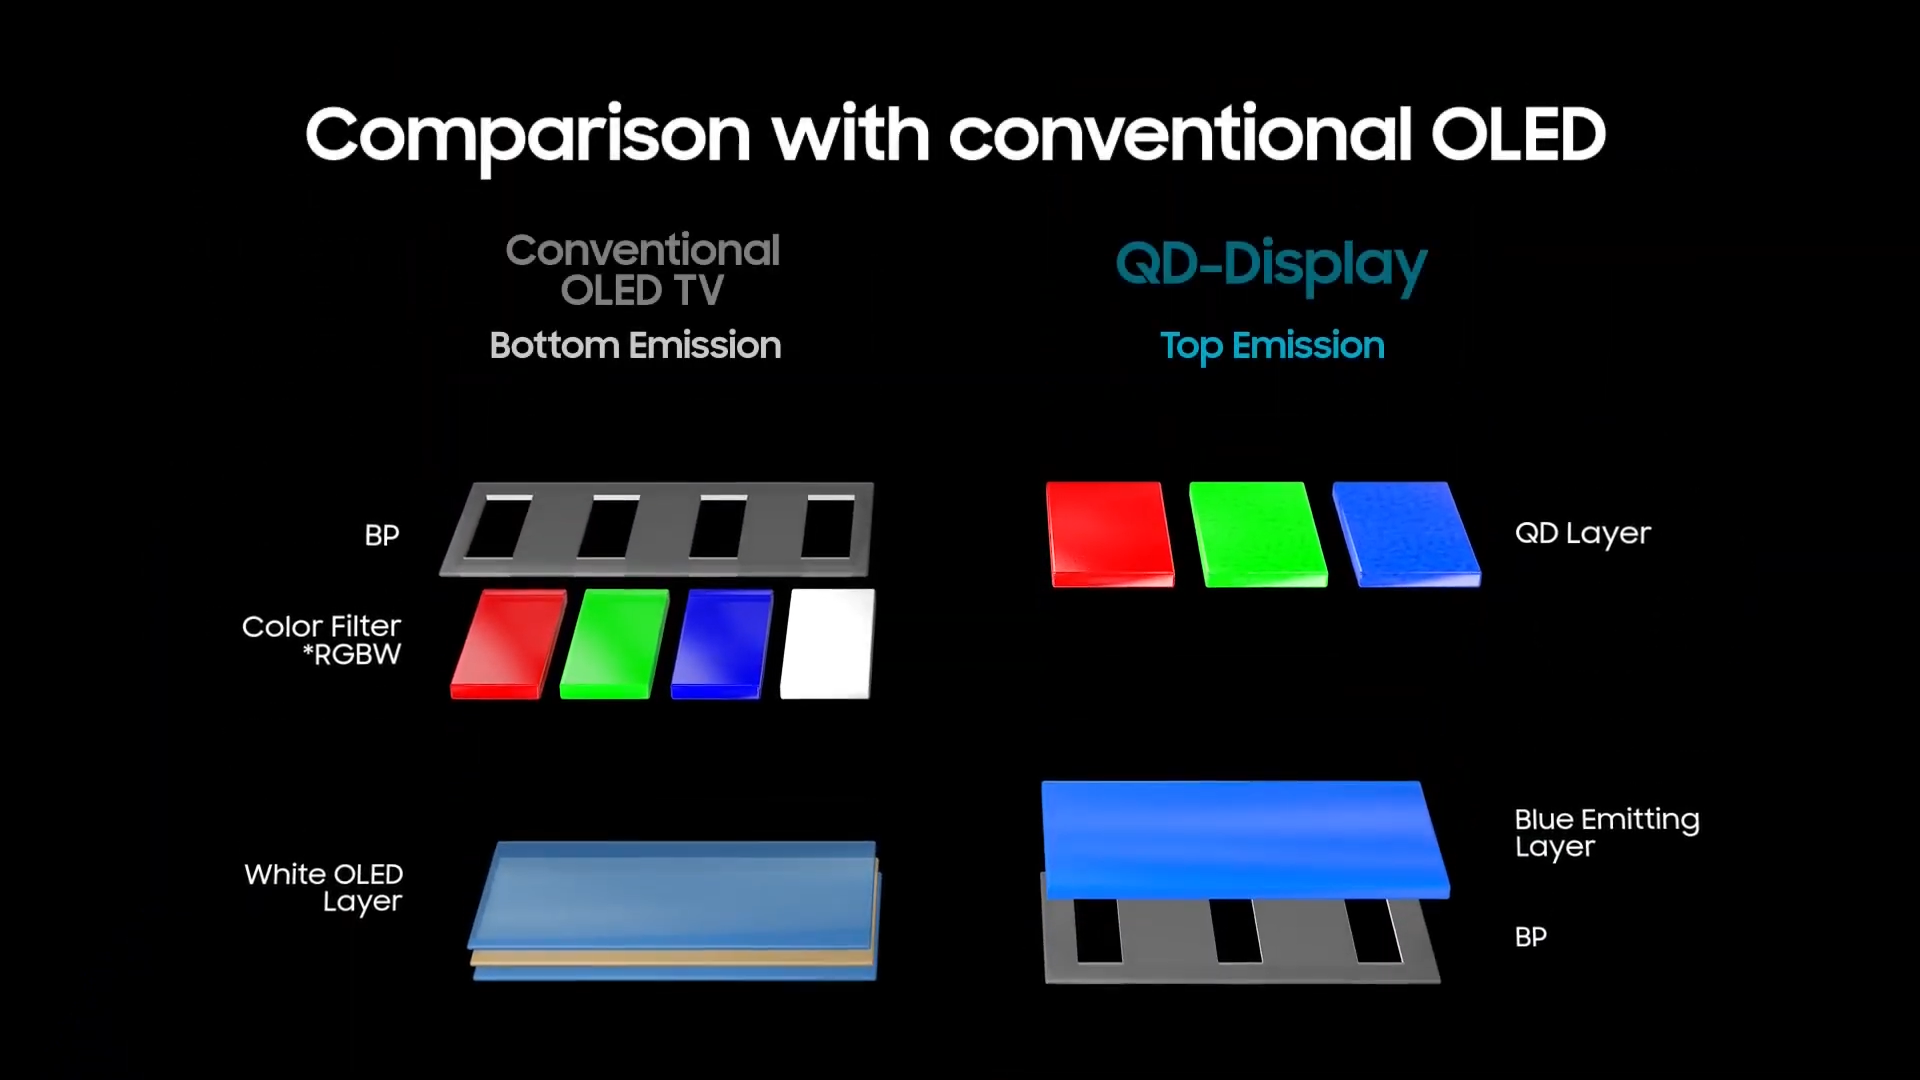 Comparison with conventional OLED
Conventional
OLED TV
Bottom Emission
BP
Color Filter
*RGBW
White OLED
Layer
QD-Display
Top Emission
QD Layer
Blue Emitting
Layer
BP